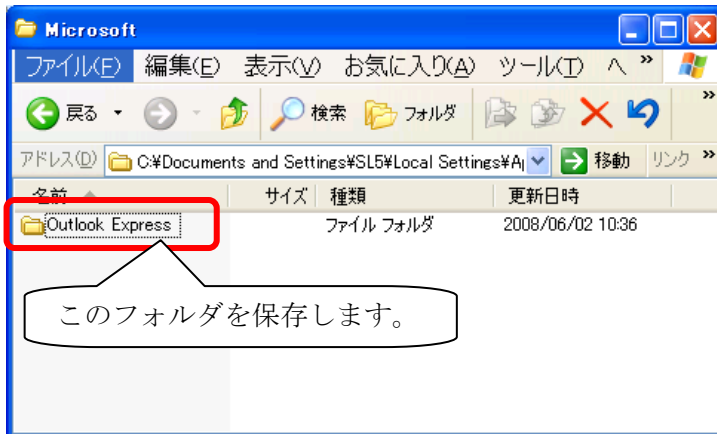 Microsoft
ファイル(F) 編集(E) 表示(V) お気に入り(A) ツール(T) へ »
戻る 検索 フォルダ »
アドレス(D) C:¥Documents and Settings¥SL5¥Local Settings¥A 移動 リンク »
名前 サイズ 種類 更新日時
Outlook Express ファイル フォルダ 2008/06/02 10:36
このフォルダを保存します。